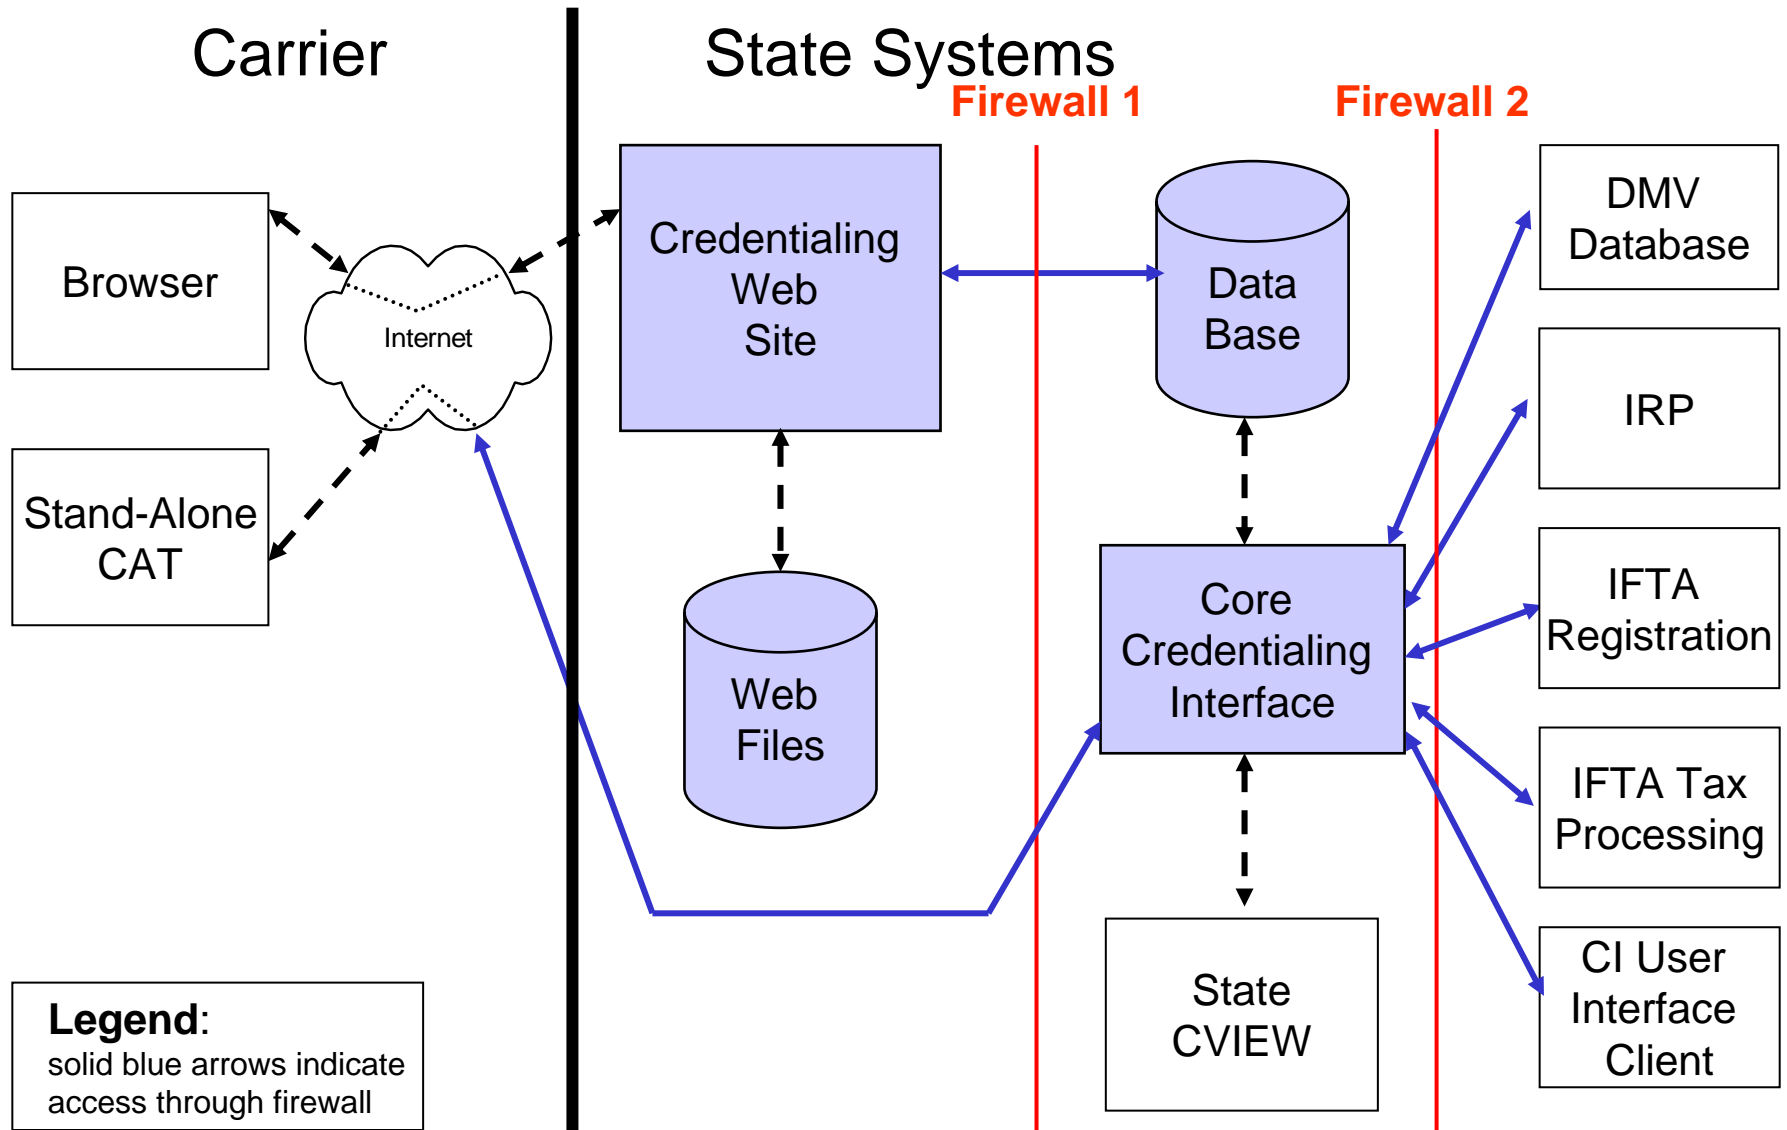 Carrier
State Systems
Firewall 1
Firewall 2
Browser
Internet
Stand-Alone
CAT
Credentialing
Web
Site
Web
Files
Data
Base
Core
Credentialing
Interface
State
CVIEW
DMV
Database
IRP
IFTA
Registration
IFTA Tax
Processing
CI User
Interface
Client
Legend:
solid blue arrows indicate
access through firewall